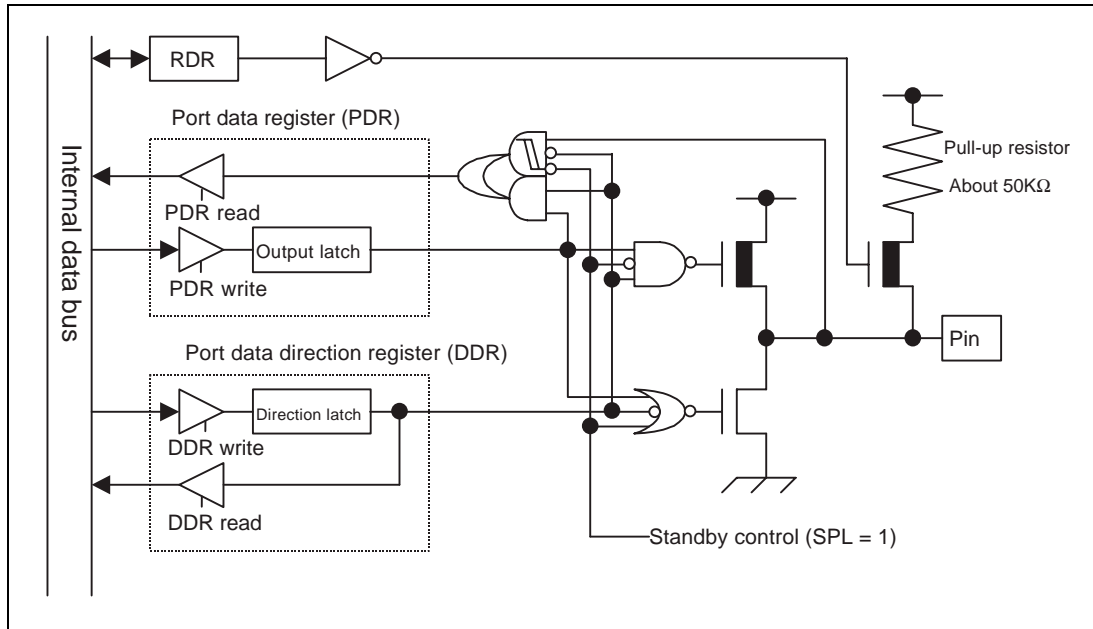 RDR
Port data register (PDR)
Internal data bus
PDR read
Output latch
PDR write
Pull-up resistor
About 50KΩ
Pin
Port data direction register (DDR)
Direction latch
DDR write
DDR read
Standby control (SPL = 1)